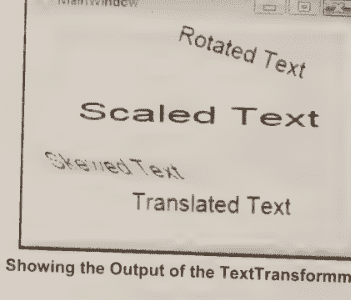 MainWindow
Rotated Text
Scaled Text
Skewed Text
Translated Text
Showing the Output of the TextTransformm